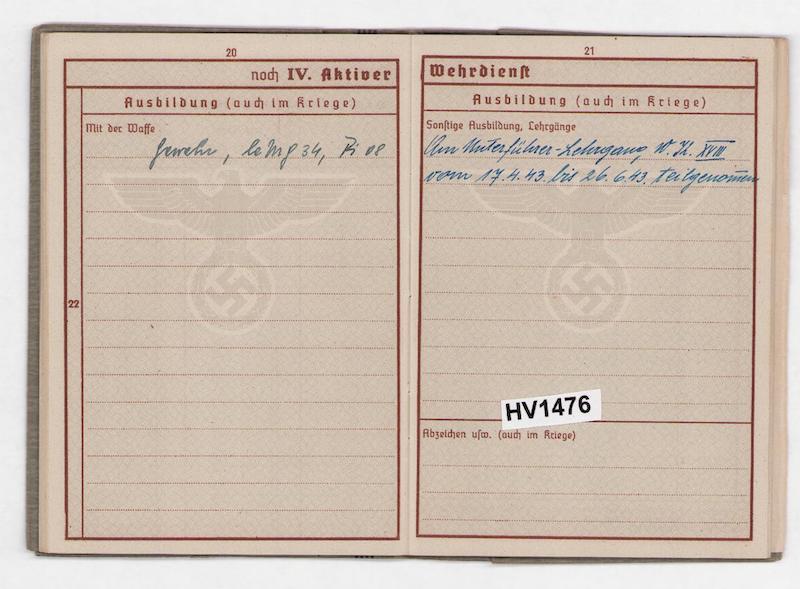 20
noch IV. Aktiver
Ausbildung (auch im Kriege)
Mit der Waffe
Gewehr, le Mg 34, Pi 08
22
21
Wehrdienst
Ausbildung (auch im Kriege)
Sonstige Ausbildung, Lehrgänge
Am Unterführer-Lehrgang W. K. XVIII
vom 17.4.43. bis 26.6.43. teilgenommen
HV1476
Abzeichen usw. (auch im Kriege)